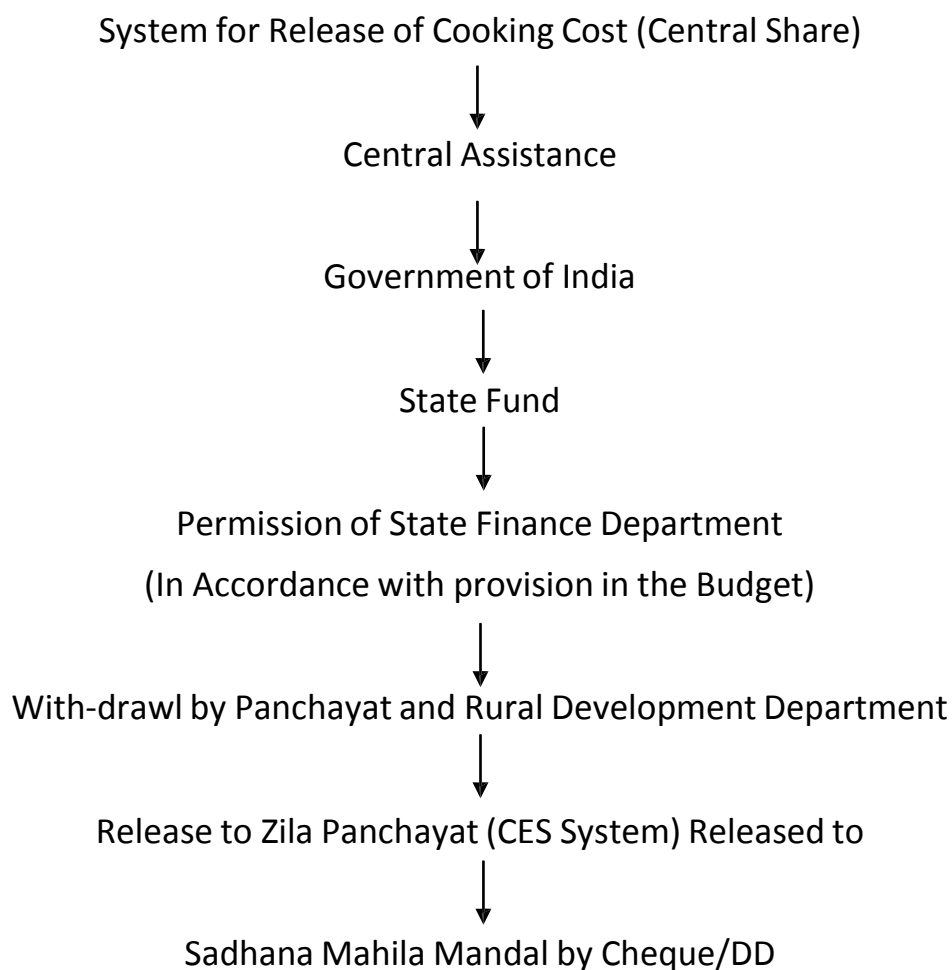 System for Release of Cooking Cost (Central Share)
Central Assistance
Government of India
State Fund
Permission of State Finance Department
(In Accordance with provision in the Budget)
With-drawl by Panchayat and Rural Development Department
Release to Zila Panchayat (CES System) Released to
Sadhana Mahila Mandal by Cheque/DD